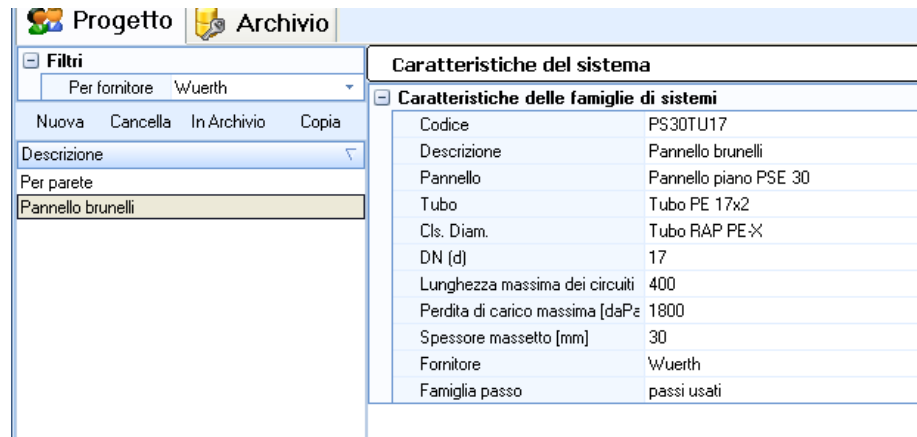 Progetto Archivio
Filtri
Per fornitore Wuerth
Nuova Cancella In Archivio Copia
Descrizione
Per parete
Pannello brunelli
Caratteristiche del sistema
Caratteristiche delle famiglie di sistemi
Codice PS30TU17
Descrizione Pannello brunelli
Pannello Pannello piano PSE 30
Tubo Tubo PE 17x2
Cls. Diam. Tubo RAP PE-X
DN (d) 17
Lunghezza massima dei circuiti 400
Perdita di carico massima [daPa 1800
Spessore massetto [mm] 30
Fornitore Wuerth
Famiglia passo passi usati